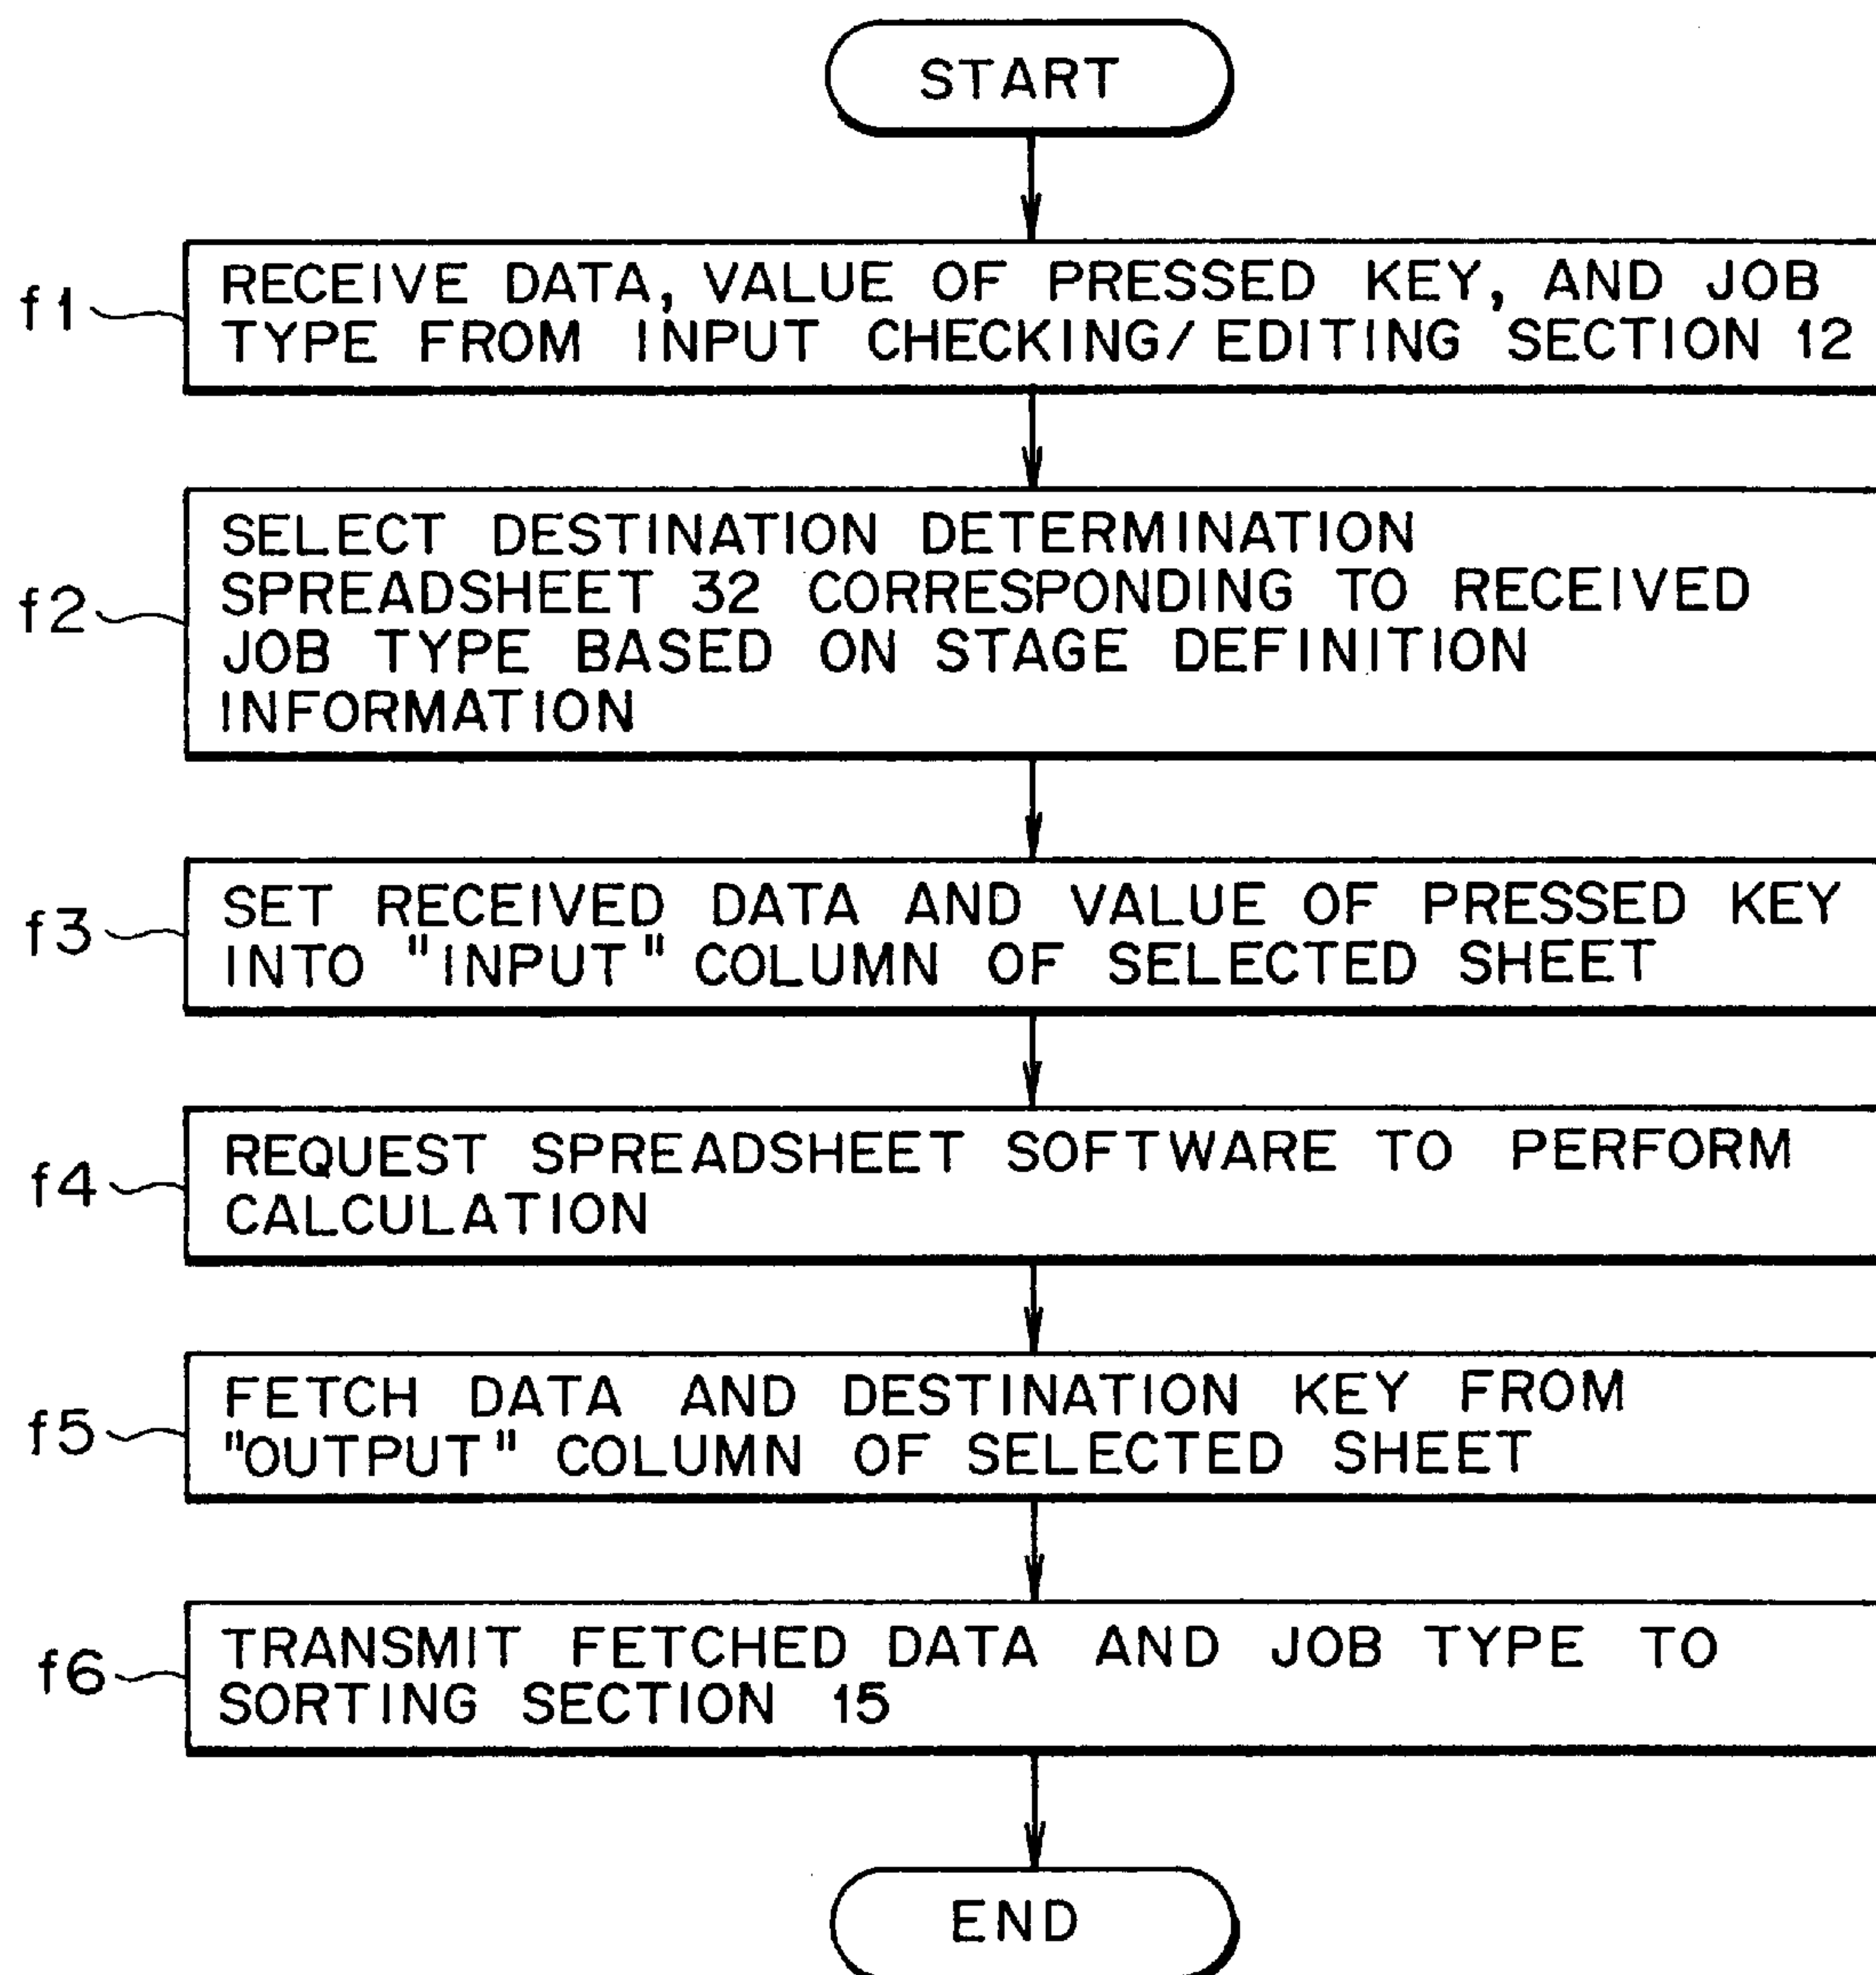 START
f1
RECEIVE DATA, VALUE OF PRESSED KEY, AND JOB
TYPE FROM INPUT CHECKING/EDITING SECTION 12
f2
SELECT DESTINATION DETERMINATION
SPREADSHEET 32 CORRESPONDING TO RECEIVED
JOB TYPE BASED ON STAGE DEFINITION
INFORMATION
f3
SET RECEIVED DATA AND VALUE OF PRESSED KEY
INTO "INPUT" COLUMN OF SELECTED SHEET
f4
REQUEST SPREADSHEET SOFTWARE TO PERFORM
CALCULATION
f5
FETCH DATA AND DESTINATION KEY FROM
"OUTPUT" COLUMN OF SELECTED SHEET
f6
TRANSMIT FETCHED DATA AND JOB TYPE TO
SORTING SECTION 15
END